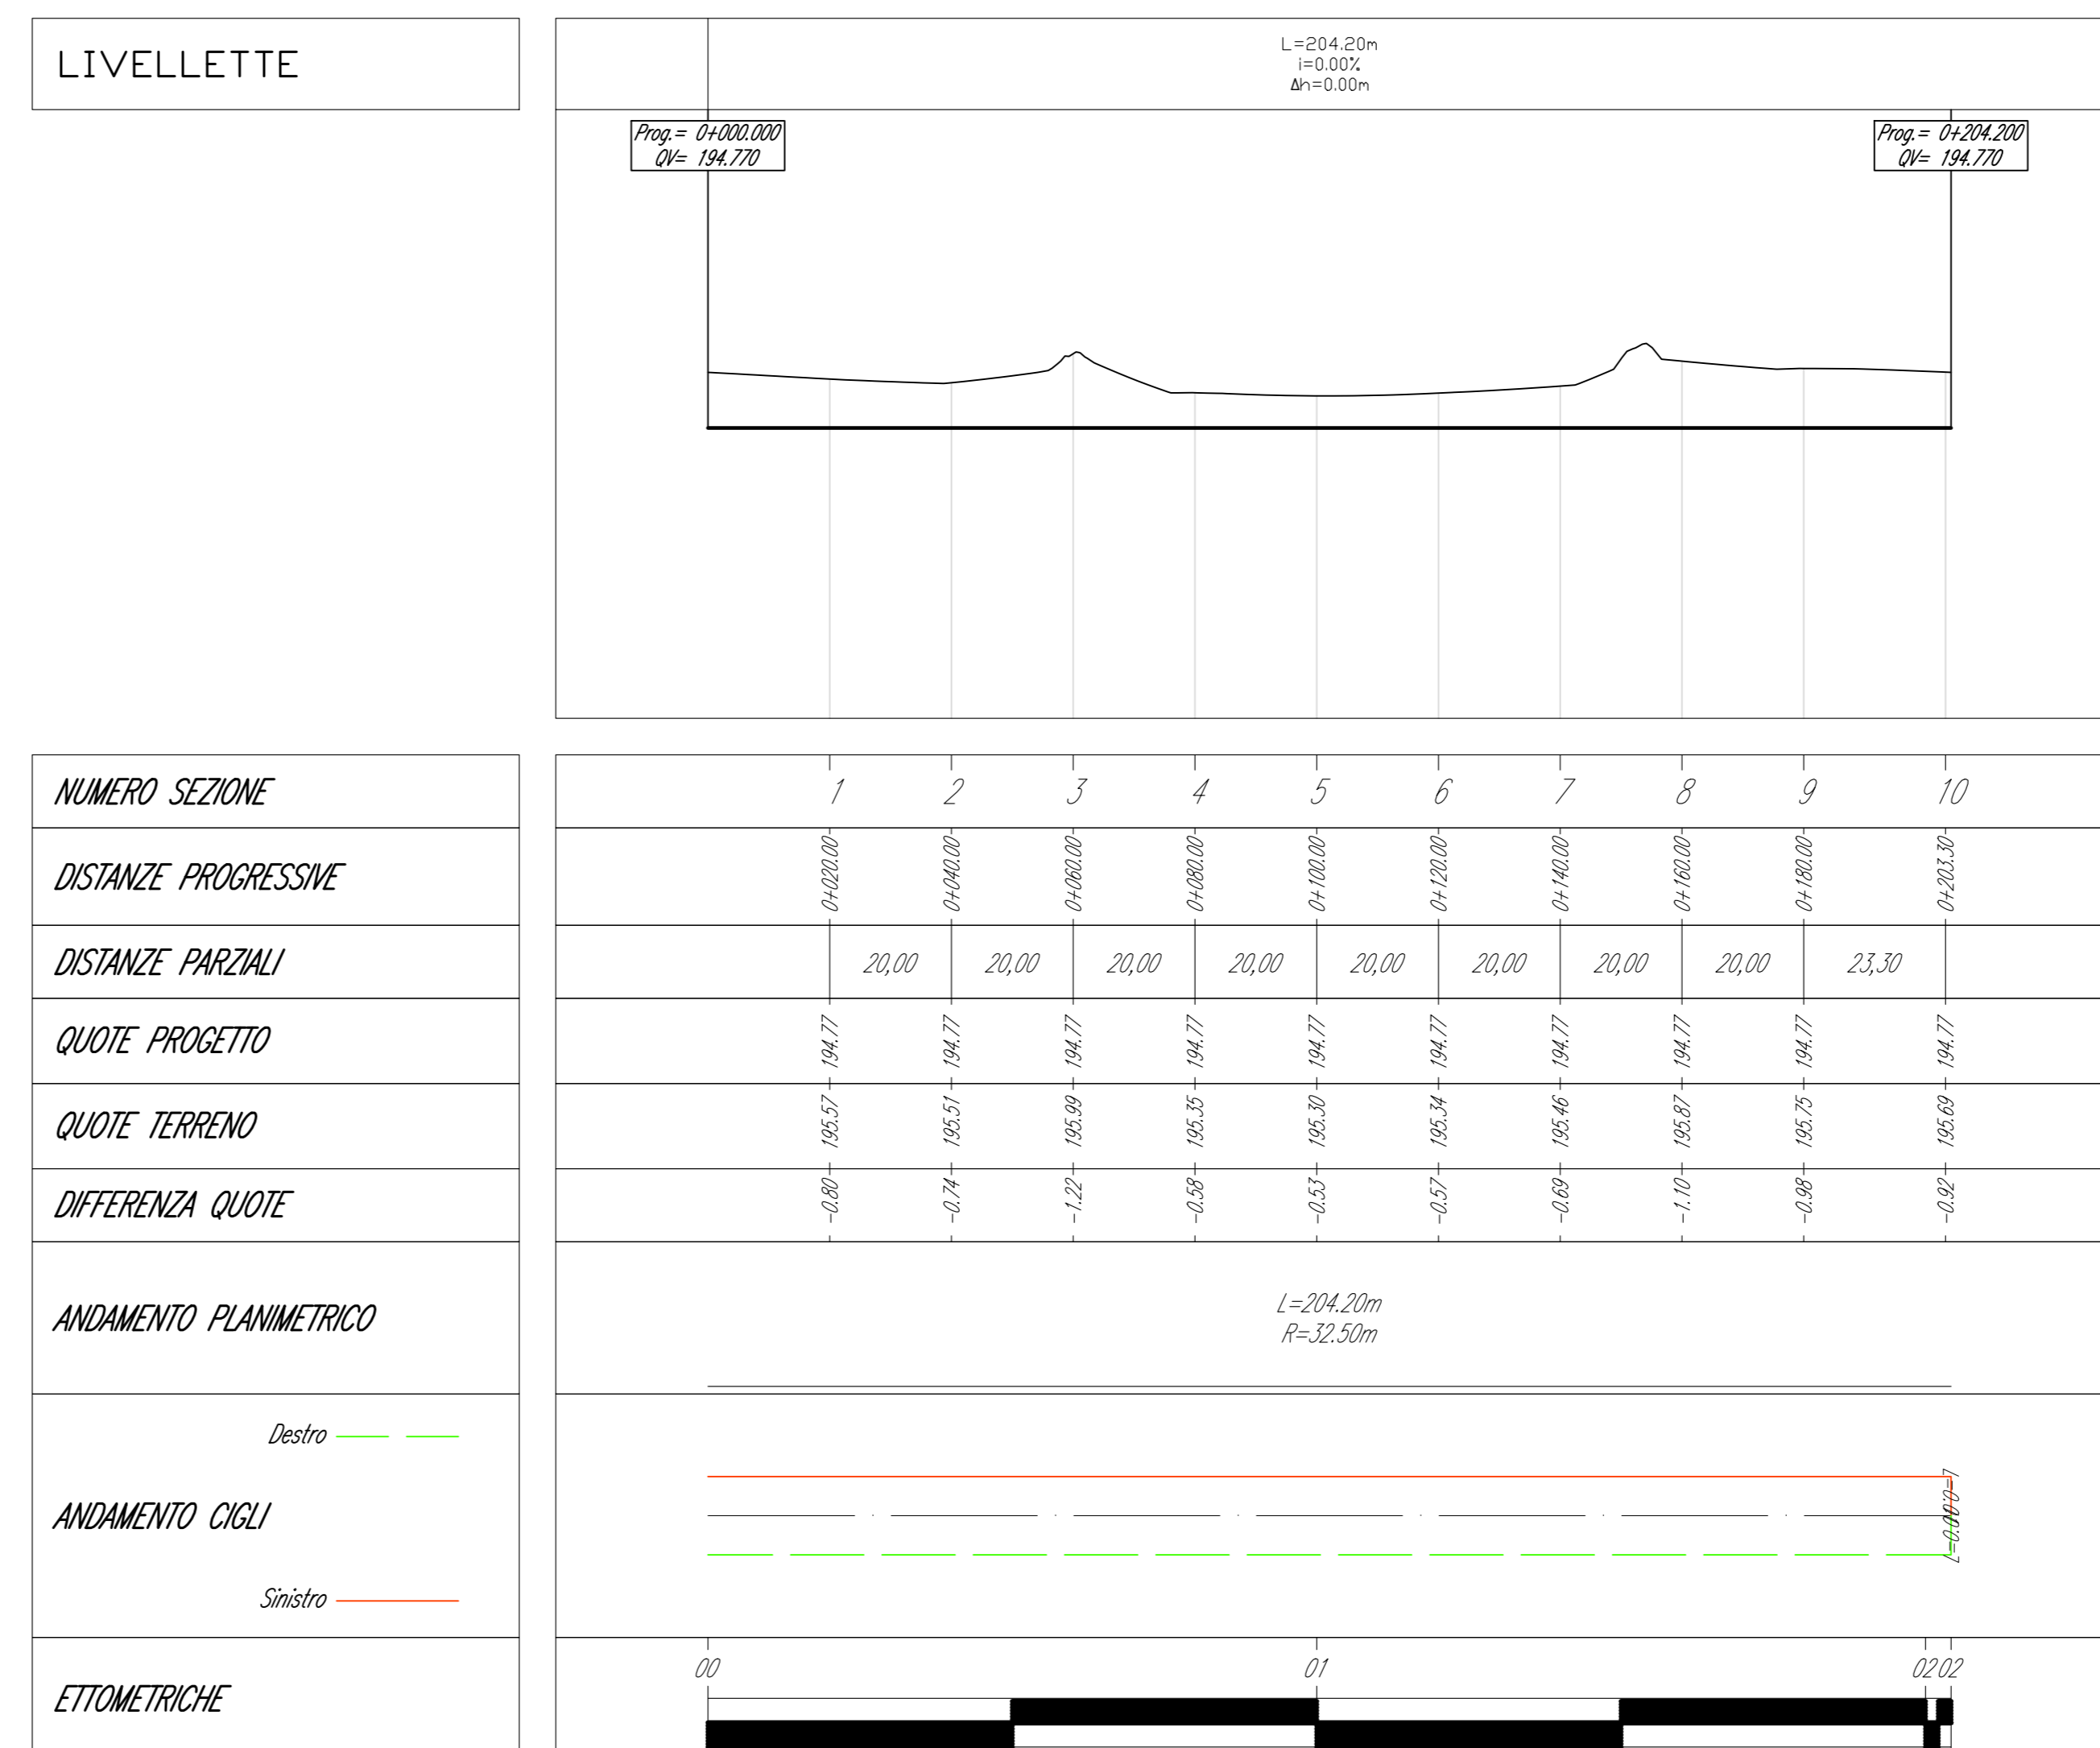 LIVELLETTE
L=204.20m
i=0.00%
Δh=0.00m
Prog.= 0+000.000
QV= 194.770
Prog.= 0+204.200
QV= 194.770
NUMERO SEZIONE
1 2 3 4 5 6 7 8 9 10
DISTANZE PROGRESSIVE
0+020.00 0+040.00 0+060.00 0+080.00 0+100.00 0+120.00 0+140.00 0+160.00 0+180.00 0+203.30
DISTANZE PARZIALI
20,00 20,00 20,00 20,00 20,00 20,00 20,00 20,00 23,30
QUOTE PROGETTO
194.77 194.77 194.77 194.77 194.77 194.77 194.77 194.77 194.77 194.77
QUOTE TERRENO
195.57 195.51 195.99 195.35 195.30 195.34 195.46 195.87 195.75 195.69
DIFFERENZA QUOTE
-0.80 -0.74 -1.22 -0.58 -0.53 -0.57 -0.69 -1.10 -0.98 -0.92
ANDAMENTO PLANIMETRICO
L=204.20m
R=32.50m
Destro
ANDAMENTO CIGLI
Sinistro
ETTOMETRICHE
00 01 02 02